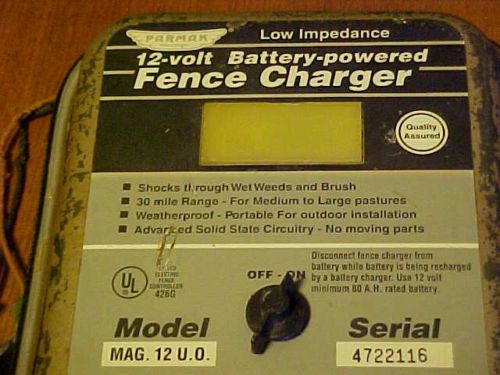 PARMAK
Low Impedance
12-volt Battery-powered
Fence Charger
Quality
Assured
Shocks through Wet Weeds and Brush
30 mile Range - For Medium to Large pastures
Weatherproof - Portable For outdoor installation
Advanced Solid State Circuitry - No moving parts
UL
ELECTRIC
FENCE
CONTROLLER
426G
OFF - ON
Disconnect fence charger from
battery while battery is being recharged
by a battery charger. Use 12 volt
minimum 80 A.H. rated battery.
Model
MAG. 12 U.O.
Serial
4722116